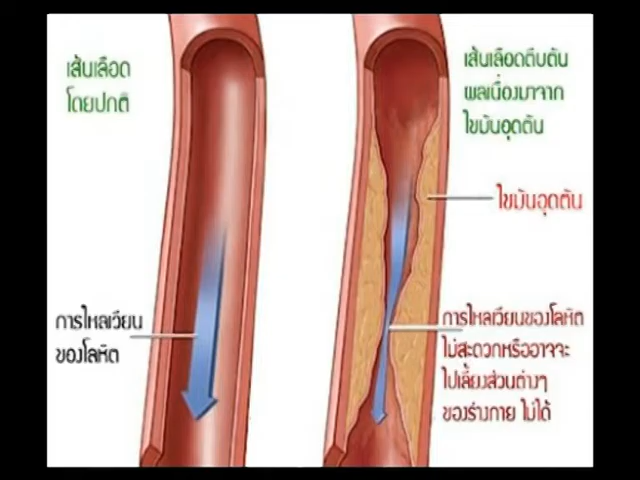 เส้นเลือด
โดยปกติ
การไหลเวียน
ของโลหิต
เส้นเลือดตีบตัน
ผลเนื่องมาจาก
ไขมันอุดตัน
ไขมันอุดตัน
การไหลเวียนของโลหิต
ไม่สะดวกหรืออาจจะ
ไปเลี้ยงส่วนต่างๆ
ของร่างกาย ไม่ได้